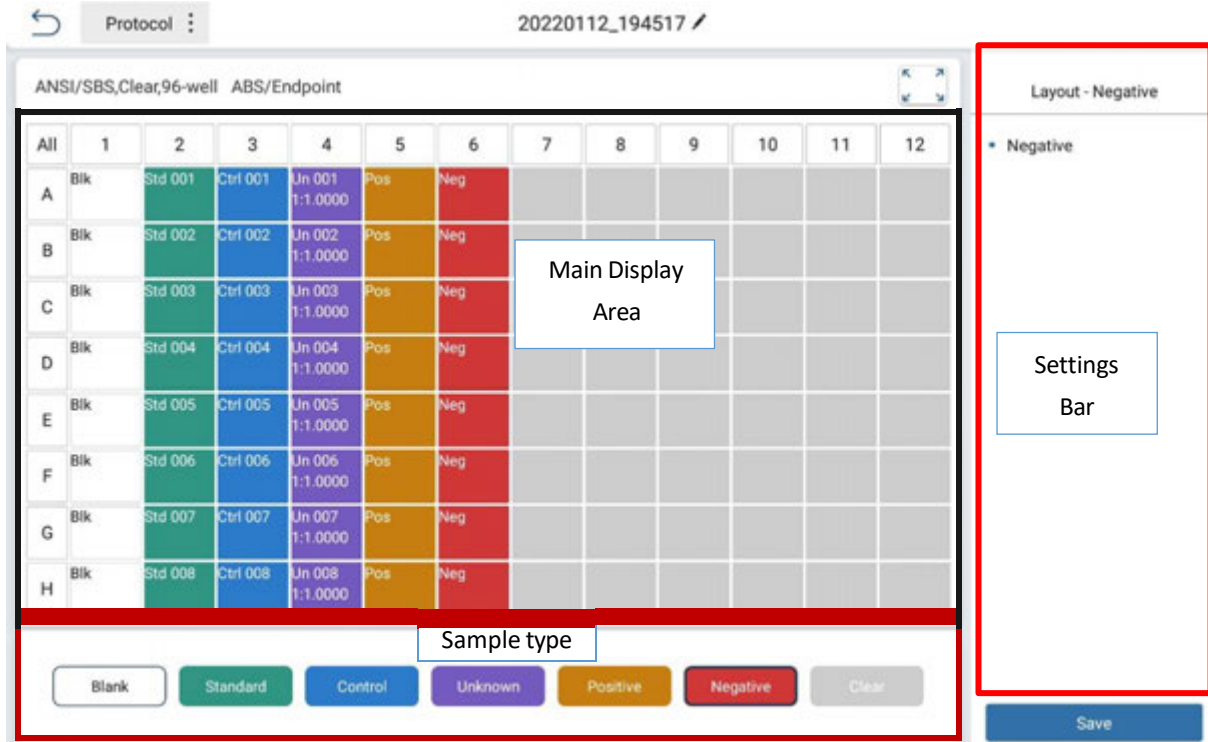 Protocol ⋮ 20220112_194517
ANSI/SBS,Clear,96-well ABS/Endpoint
Layout - Negative
All 1 2 3 4 5 6 7 8 9 10 11 12
• Negative
A Blk Std 001 Ctrl 001 Un 001 1:1.0000 Pos Neg
B Blk Std 002 Ctrl 002 Un 002 1:1.0000 Pos Neg
Main Display
Area
C Blk Std 003 Ctrl 003 Un 003 1:1.0000 Pos Neg
D Blk Std 004 Ctrl 004 Un 004 1:1.0000 Pos Neg
Settings
Bar
E Blk Std 005 Ctrl 005 Un 005 1:1.0000 Pos Neg
F Blk Std 006 Ctrl 006 Un 006 1:1.0000 Pos Neg
G Blk Std 007 Ctrl 007 Un 007 1:1.0000 Pos Neg
H Blk Std 008 Ctrl 008 Un 008 1:1.0000 Pos Neg
Sample type
Blank Standard Control Unknown Positive Negative Clear
Save